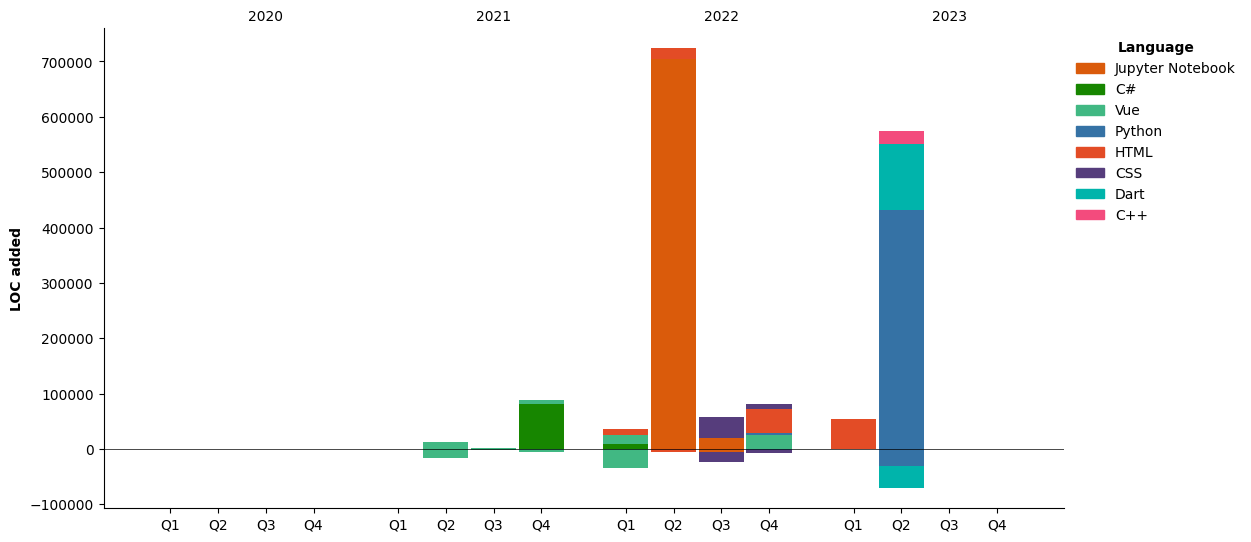 2020 2021 2022 2023
Language
Jupyter Notebook
C#
Vue
Python
HTML
CSS
Dart
C++
LOC added
700000
600000
500000
400000
300000
200000
100000
0
−100000
Q1 Q2 Q3 Q4 Q1 Q2 Q3 Q4 Q1 Q2 Q3 Q4 Q1 Q2 Q3 Q4